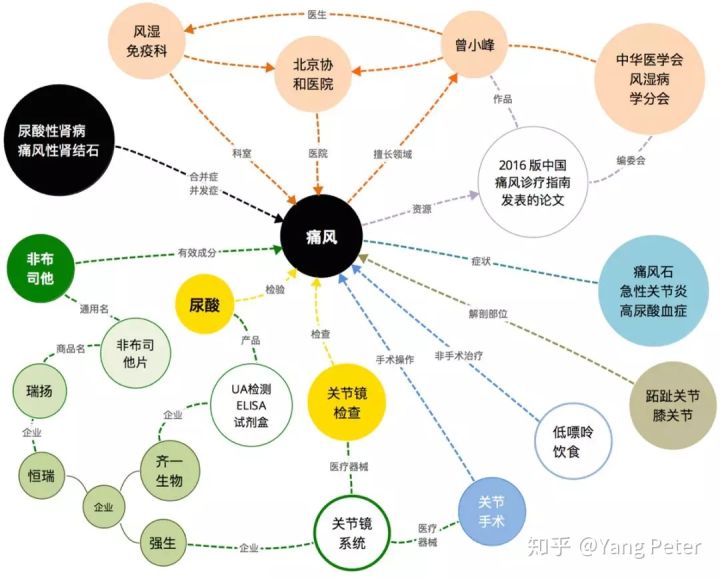 医生
风湿
免疫科
北京协
和医院
曾小峰
中华医学会
风湿病
学分会
作品
尿酸性肾病
痛风性肾结石
科室
医院
擅长领域
2016 版中国
痛风诊疗指南
发表的论文
编委会
合并症
并发症
资源
痛风
非布
司他
有效成分
症状
痛风石
急性关节炎
高尿酸血症
尿酸
检验
解剖部位
通用名
商品名
非布司
他片
产品
检查
手术操作
非手术治疗
瑞扬
UA检测
ELISA
试剂盒
关节镜
检查
跖趾关节
膝关节
企业
企业
低嘌呤
饮食
恒瑞
齐一
生物
医疗器械
企业
关节
手术
强生
企业
关节镜
系统
医疗
器械
知乎 @Yang Peter